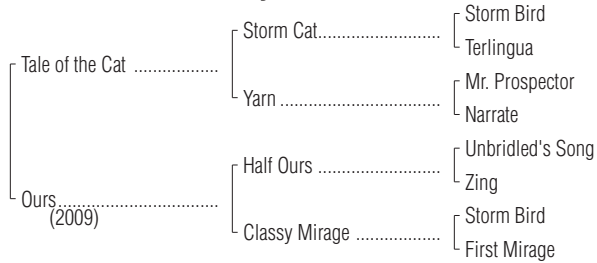 Storm Bird
Storm Cat........................
Terlingua
Tale of the Cat .................
Mr. Prospector
Yarn ................................
Narrate
Unbridled's Song
Half Ours ........................
Zing
Ours................................
(2009)
Storm Bird
Classy Mirage .................
First Mirage